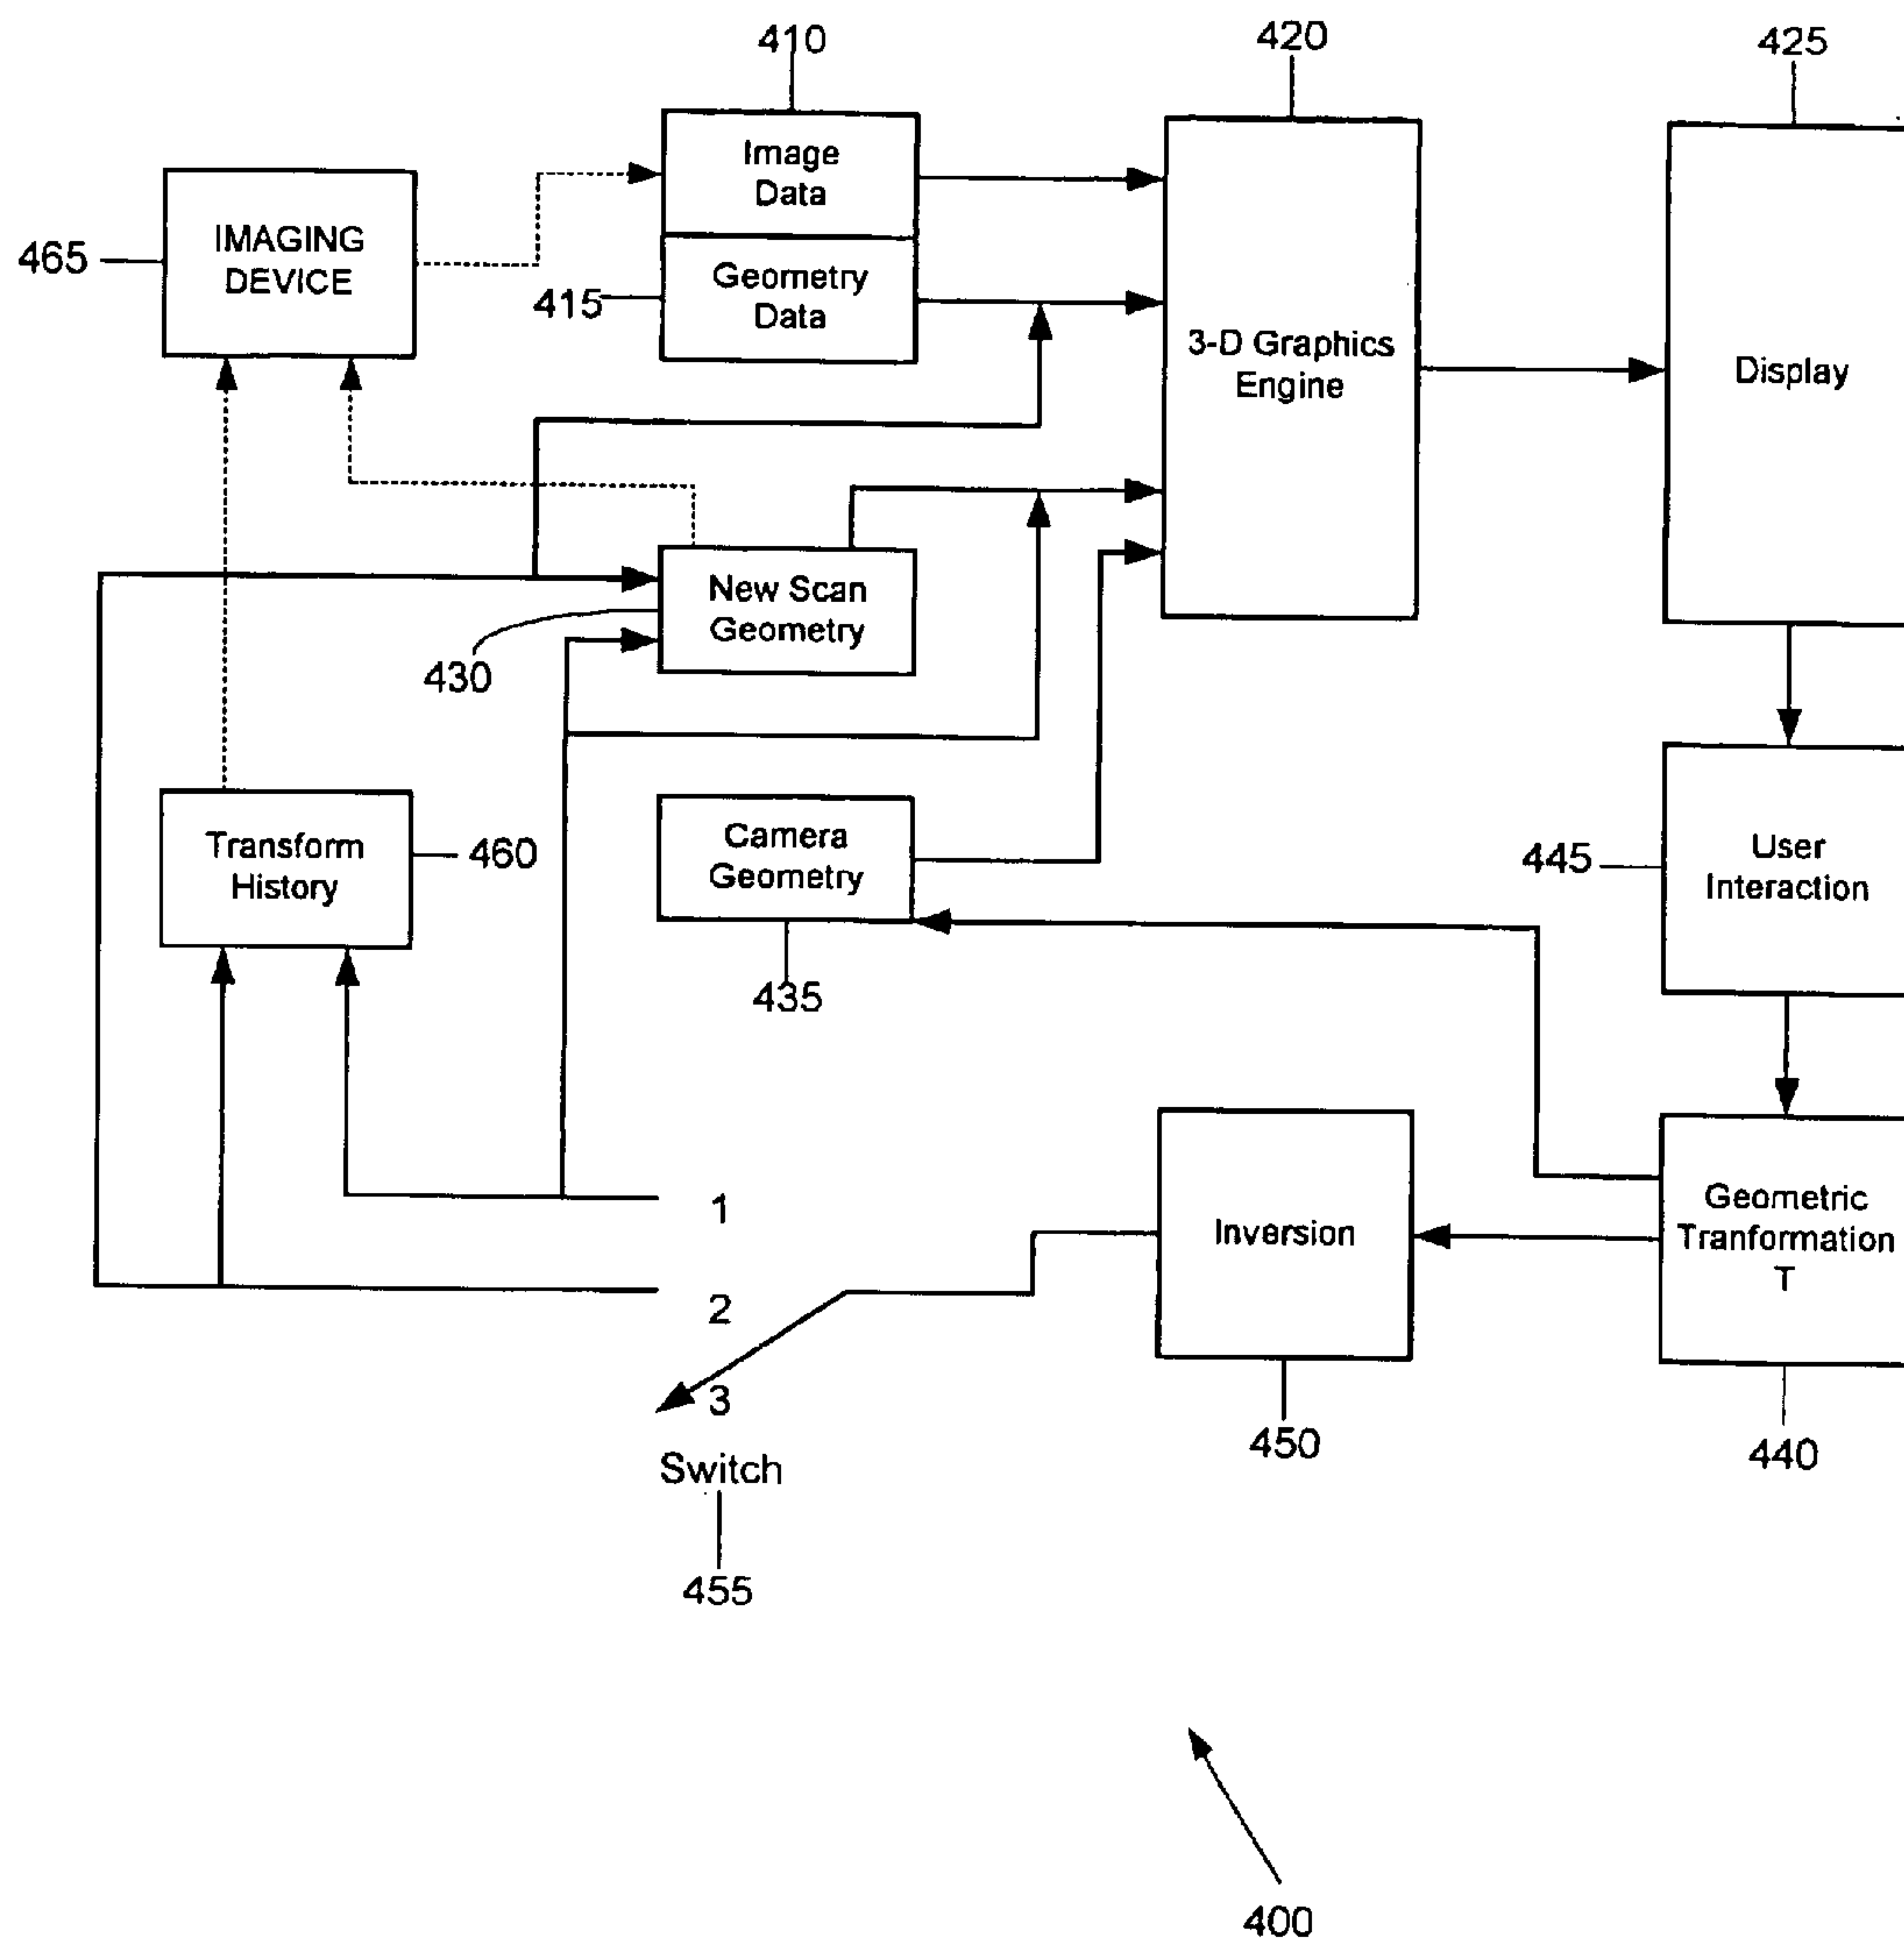 410
420
425
Image
Data
IMAGING
DEVICE
465
Geometry
Data
415
3-D Graphics
Engine
Display
New Scan
Geometry
430
Transform
History
460
Camera
Geometry
435
445
User
Interaction
1
2
3
Switch
455
Inversion
450
Geometric
Tranformation
T
440
400